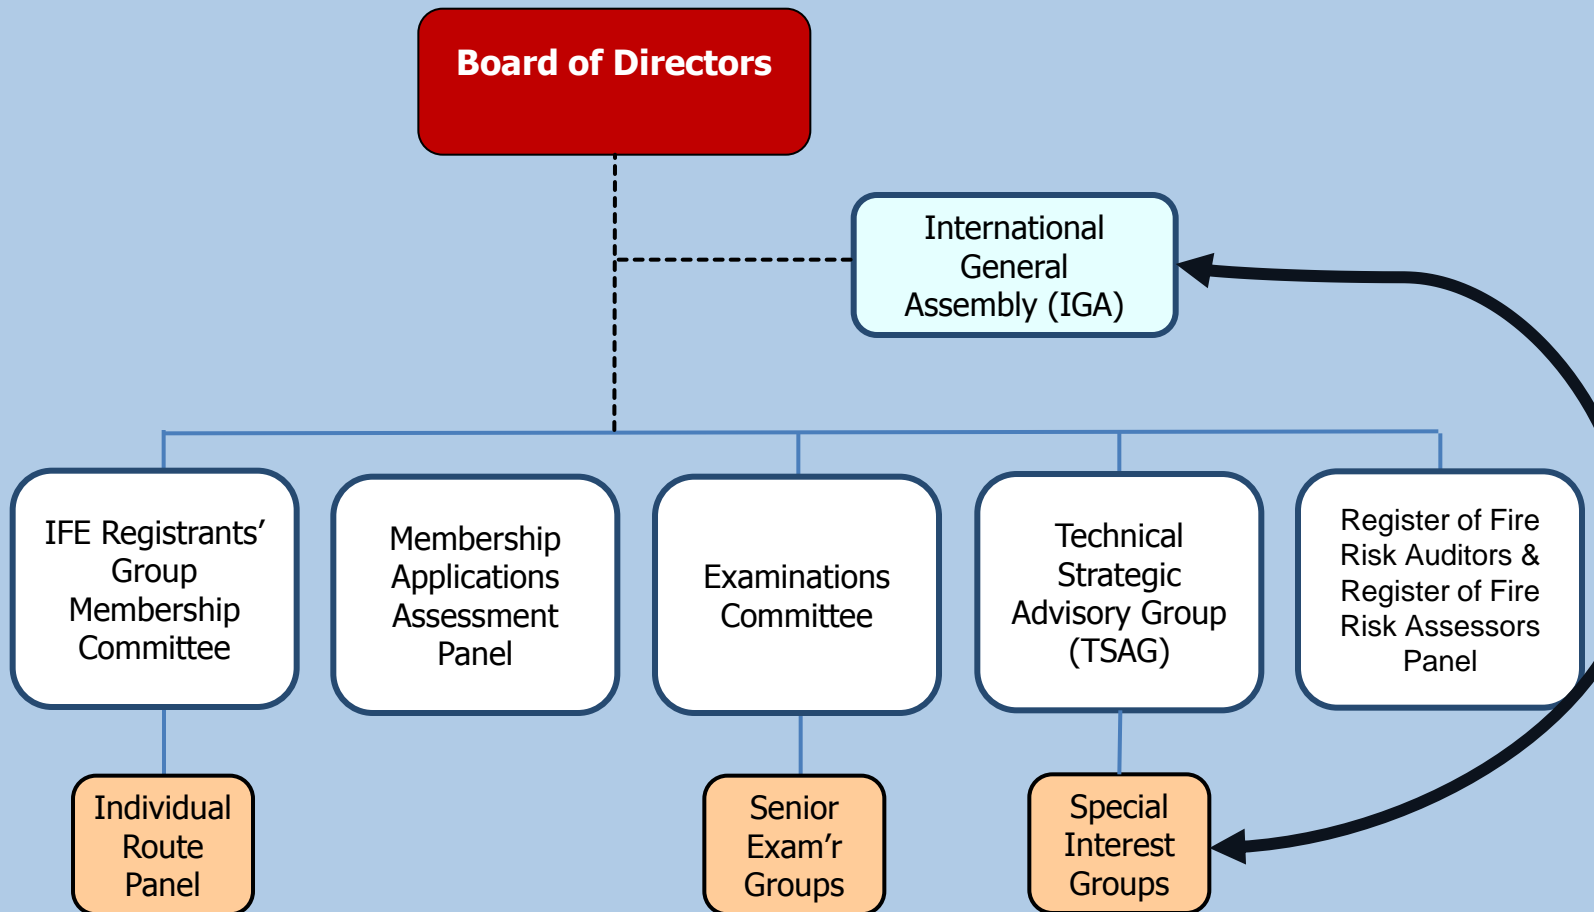 Board of Directors
International
General
Assembly (IGA)
IFE Registrants’
Group
Membership
Committee
Membership
Applications
Assessment
Panel
Examinations
Committee
Technical
Strategic
Advisory Group
(TSAG)
Register of Fire
Risk Auditors &
Register of Fire
Risk Assessors
Panel
Individual
Route
Panel
Senior
Exam'r
Groups
Special
Interest
Groups